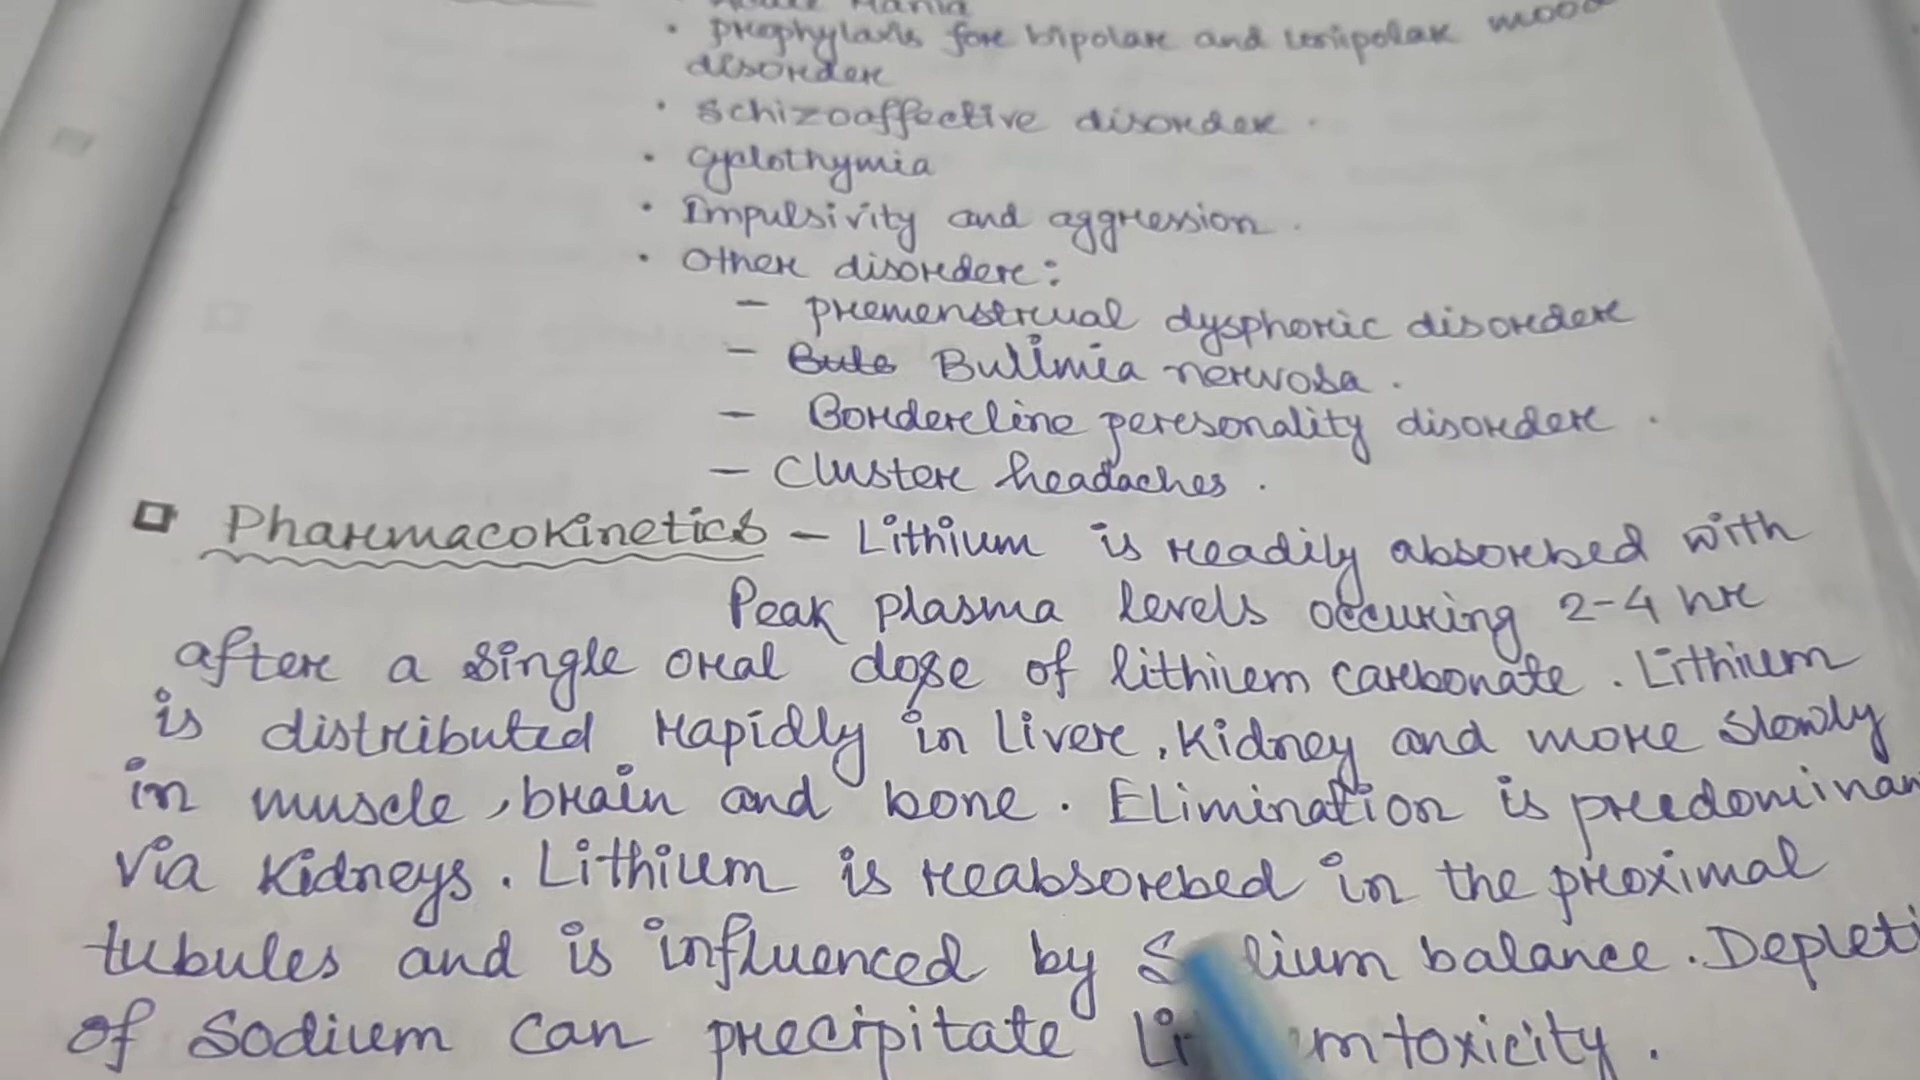 Mania
• prophylaxis for bipolar and unipolar mood
disorder
• Schizoaffective disorder.
• Cyclothymia
• Impulsivity and aggression.
• Other disorder:
- premenstrual dysphoric disorder
- Bulimia nervosa.
- Borderline personality disorder.
- Cluster headaches.
Pharmacokinetics - Lithium is readily absorbed with
Peak plasma levels occuring 2-4 hr
after a single oral dose of lithium carbonate. Lithium
is distributed rapidly in liver, kidney and more slowly
in muscle, brain and bone. Elimination is predominan
via kidneys. Lithium is reabsorbed in the proximal
tubules and is influenced by balance. Depleti
of Sodium can precipitate toxicity.